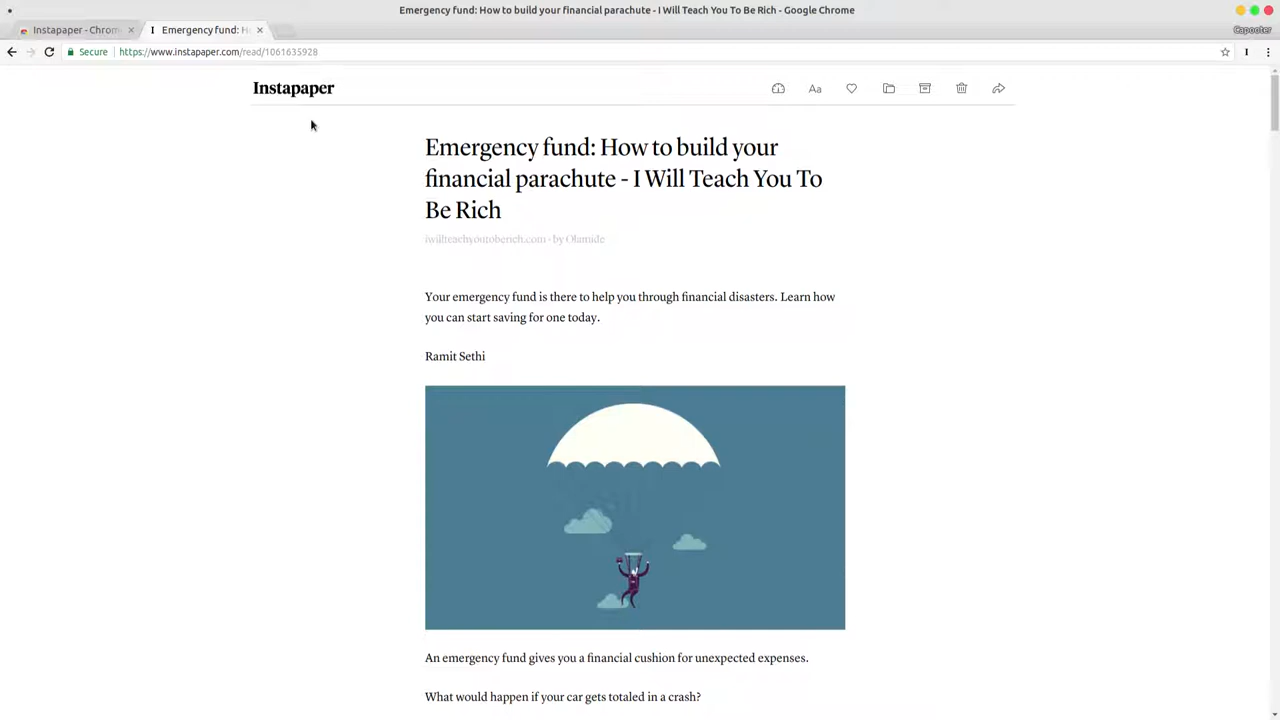 Emergency fund: How to build your financial parachute - I Will Teach You To Be Rich - Google Chrome
Instapaper - Chrom
I Emergency fund: H
Capooter
Secure https://www.instapaper.com/read/1061635928
Instapaper
Aa
Emergency fund: How to build your
financial parachute - I Will Teach You To
Be Rich
iwillteachyoutoberich.com · by Olamide
Your emergency fund is there to help you through financial disasters. Learn how
you can start saving for one today.
Ramit Sethi
An emergency fund gives you a financial cushion for unexpected expenses.
What would happen if your car gets totaled in a crash?